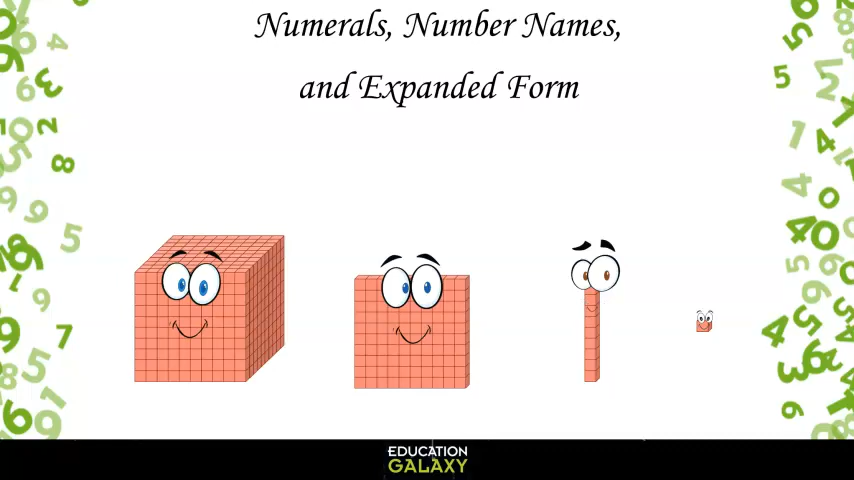 Numerals, Number Names,
and Expanded Form
EDUCATION
GALAXY